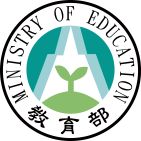 MINISTRY OF EDUCATION
教育部